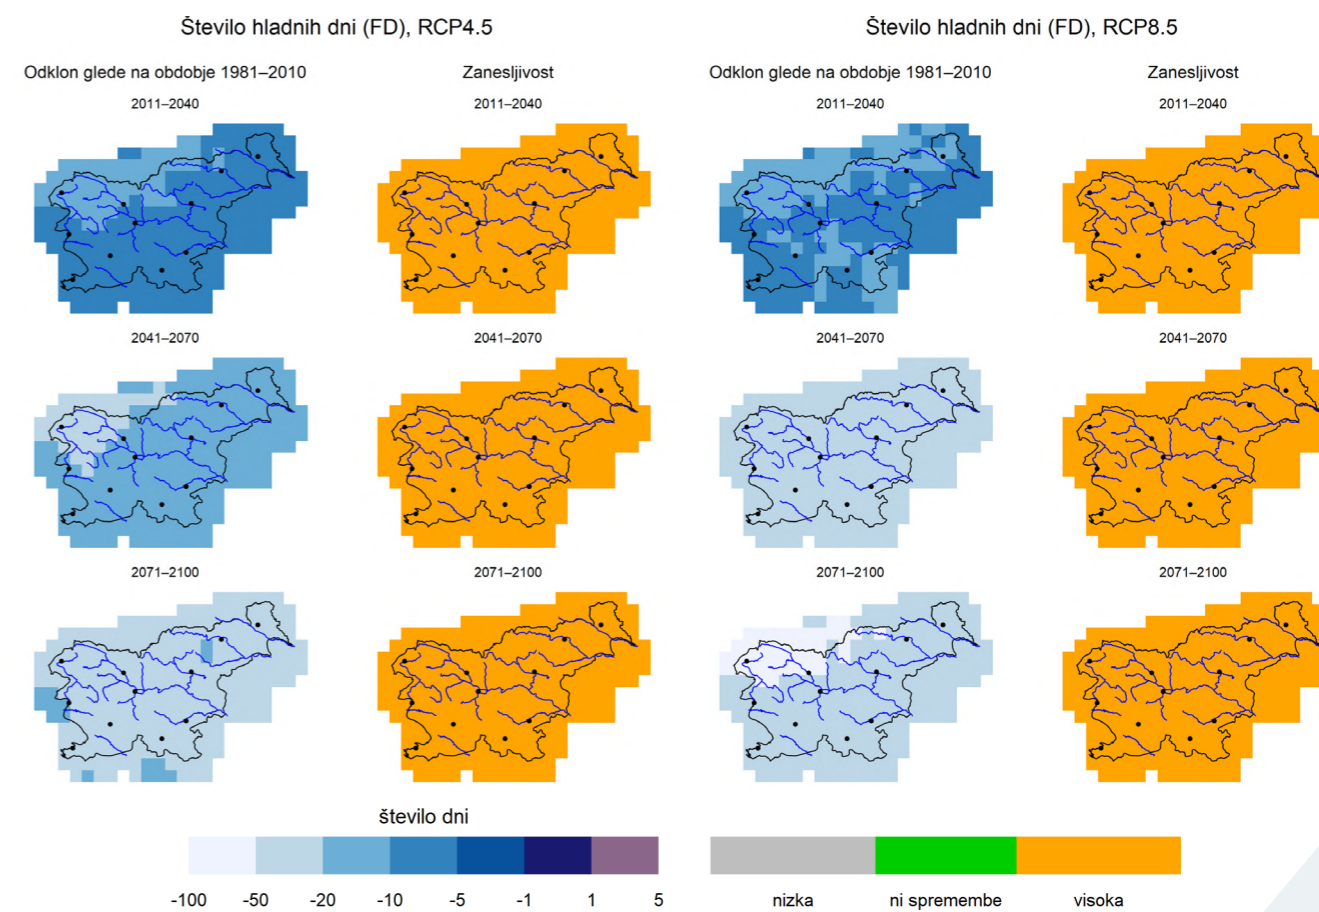 Število hladnih dni (FD), RCP4.5
Število hladnih dni (FD), RCP8.5
Odklon glede na obdobje 1981–2010
Zanesljivost
Odklon glede na obdobje 1981–2010
Zanesljivost
2011–2040
2011–2040
2011–2040
2011–2040
2041–2070
2041–2070
2041–2070
2041–2070
2071–2100
2071–2100
2071–2100
2071–2100
število dni
-100 -50 -20 -10 -5 -1 1 5
nizka ni spremembe visoka